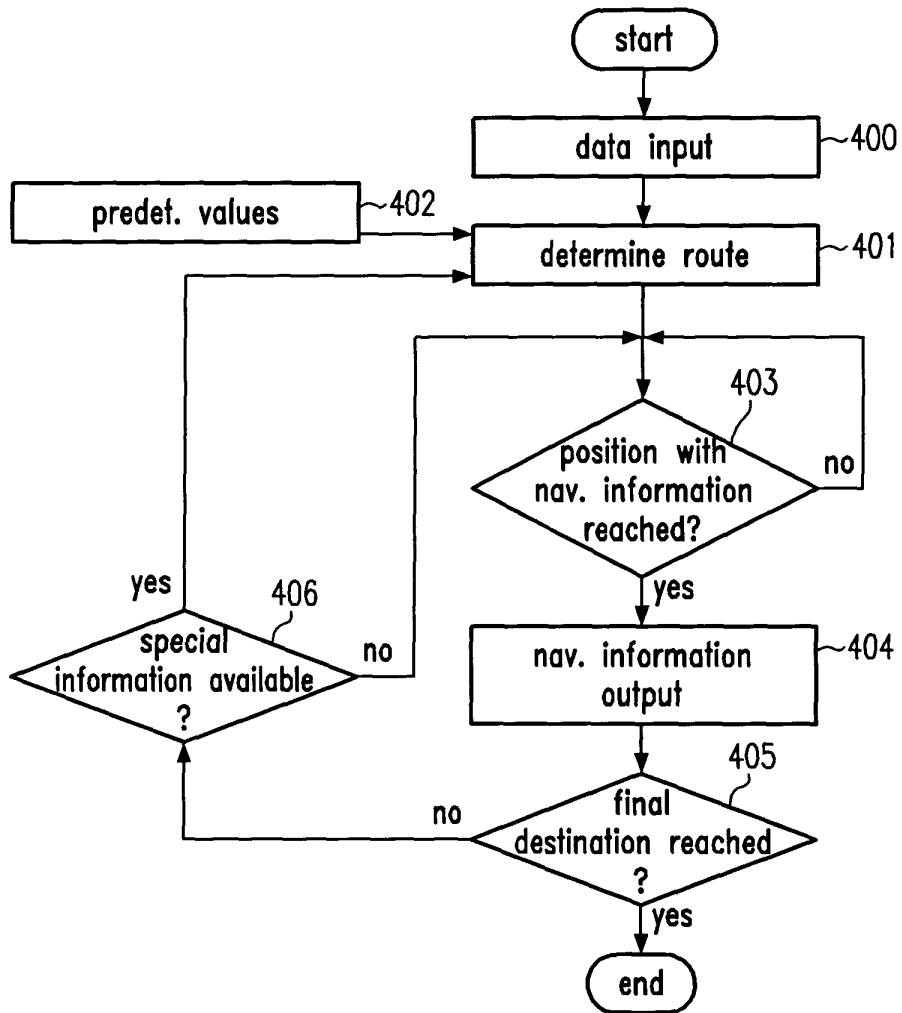 start
data input
400
predet. values
402
determine route
401
403
position with
nav. information
reached?
no
yes
406
yes
special
information available
?
no
nav. information
output
404
405
no
final
destination reached
?
yes
end